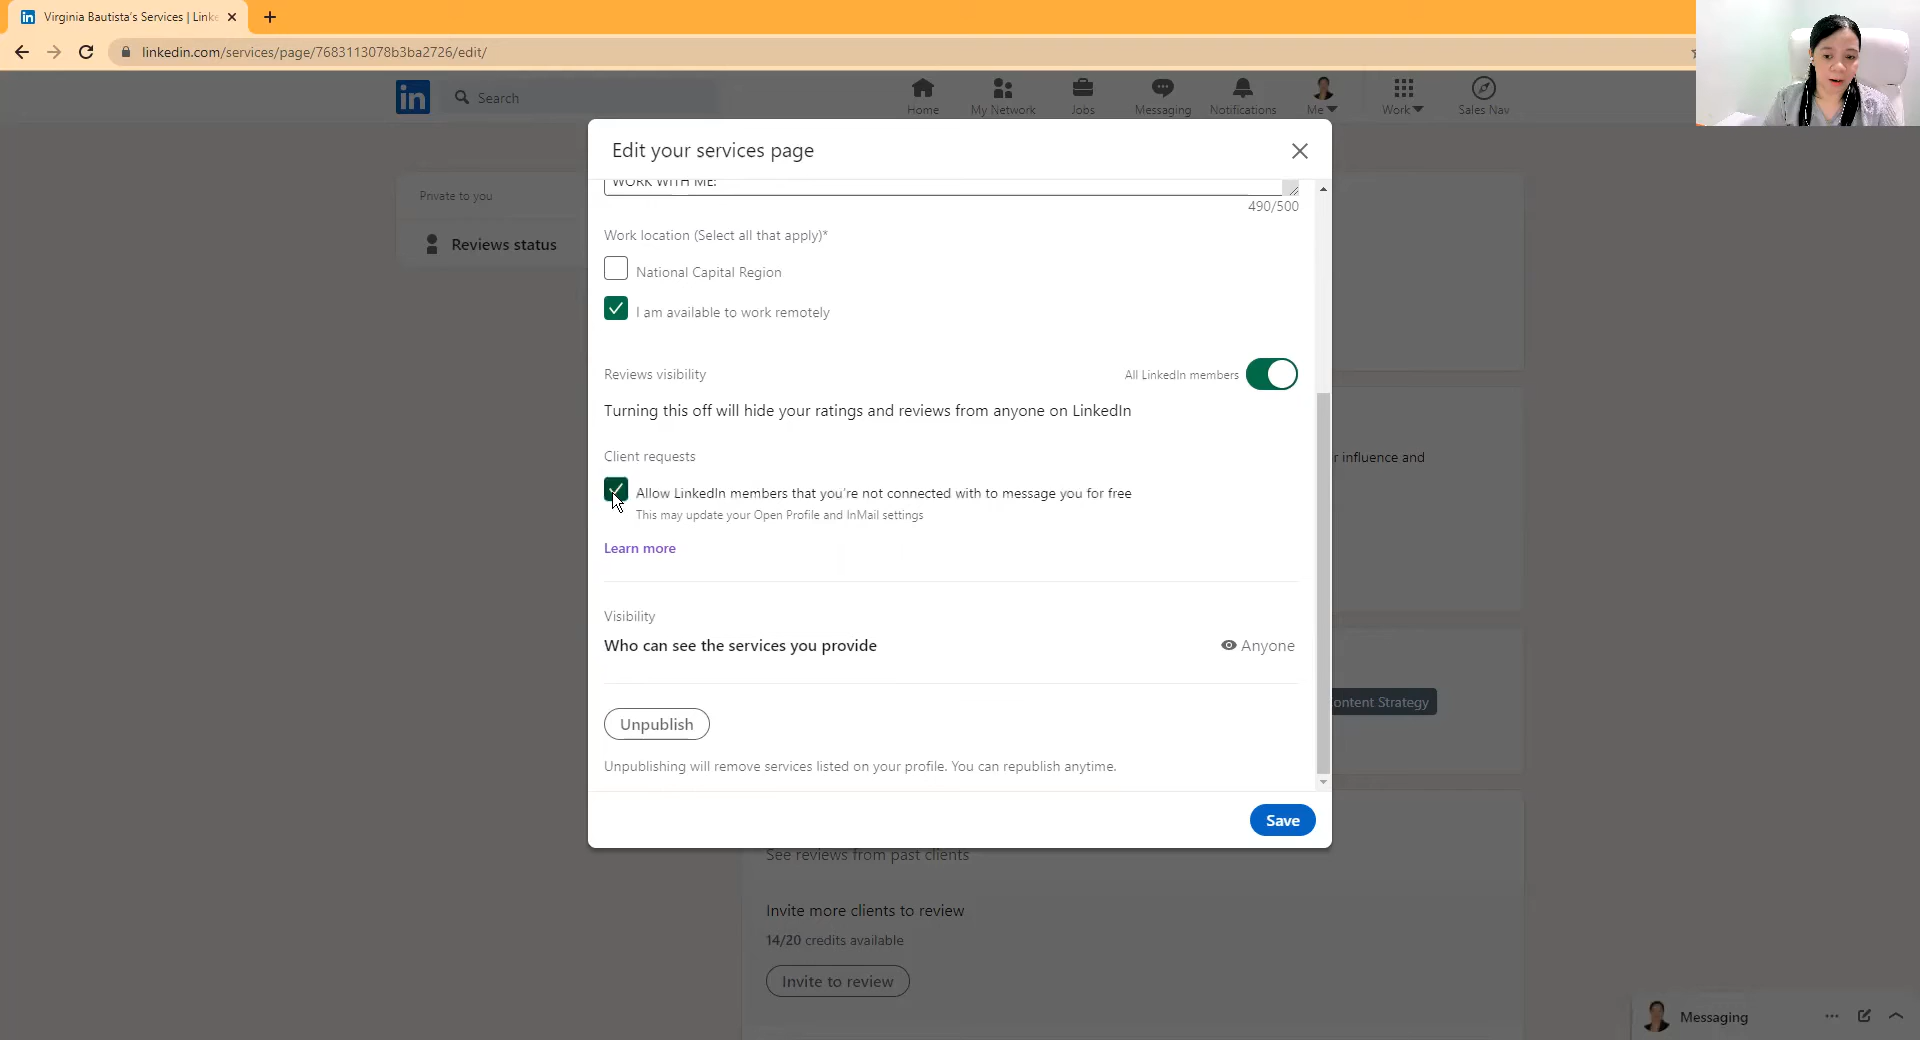 Virginia Bautista's Services | Linke
linkedin.com/services/page/7683113078b3ba2726/edit/
in
Search
Home
My Network
Jobs
Messaging
Notifications
Me
Work
Sales Nav
Private to you
Reviews status
Edit your services page
WORK WITH ME:
490/500
Work location (Select all that apply)*
National Capital Region
I am available to work remotely
Reviews visibility
All LinkedIn members
Turning this off will hide your ratings and reviews from anyone on LinkedIn
Client requests
Allow LinkedIn members that you're not connected with to message you for free
This may update your Open Profile and InMail settings
Learn more
Visibility
Who can see the services you provide
Anyone
Unpublish
Unpublishing will remove services listed on your profile. You can republish anytime.
Save
influence and
ontent Strategy
See reviews from past clients
Invite more clients to review
14/20 credits available
Invite to review
Messaging